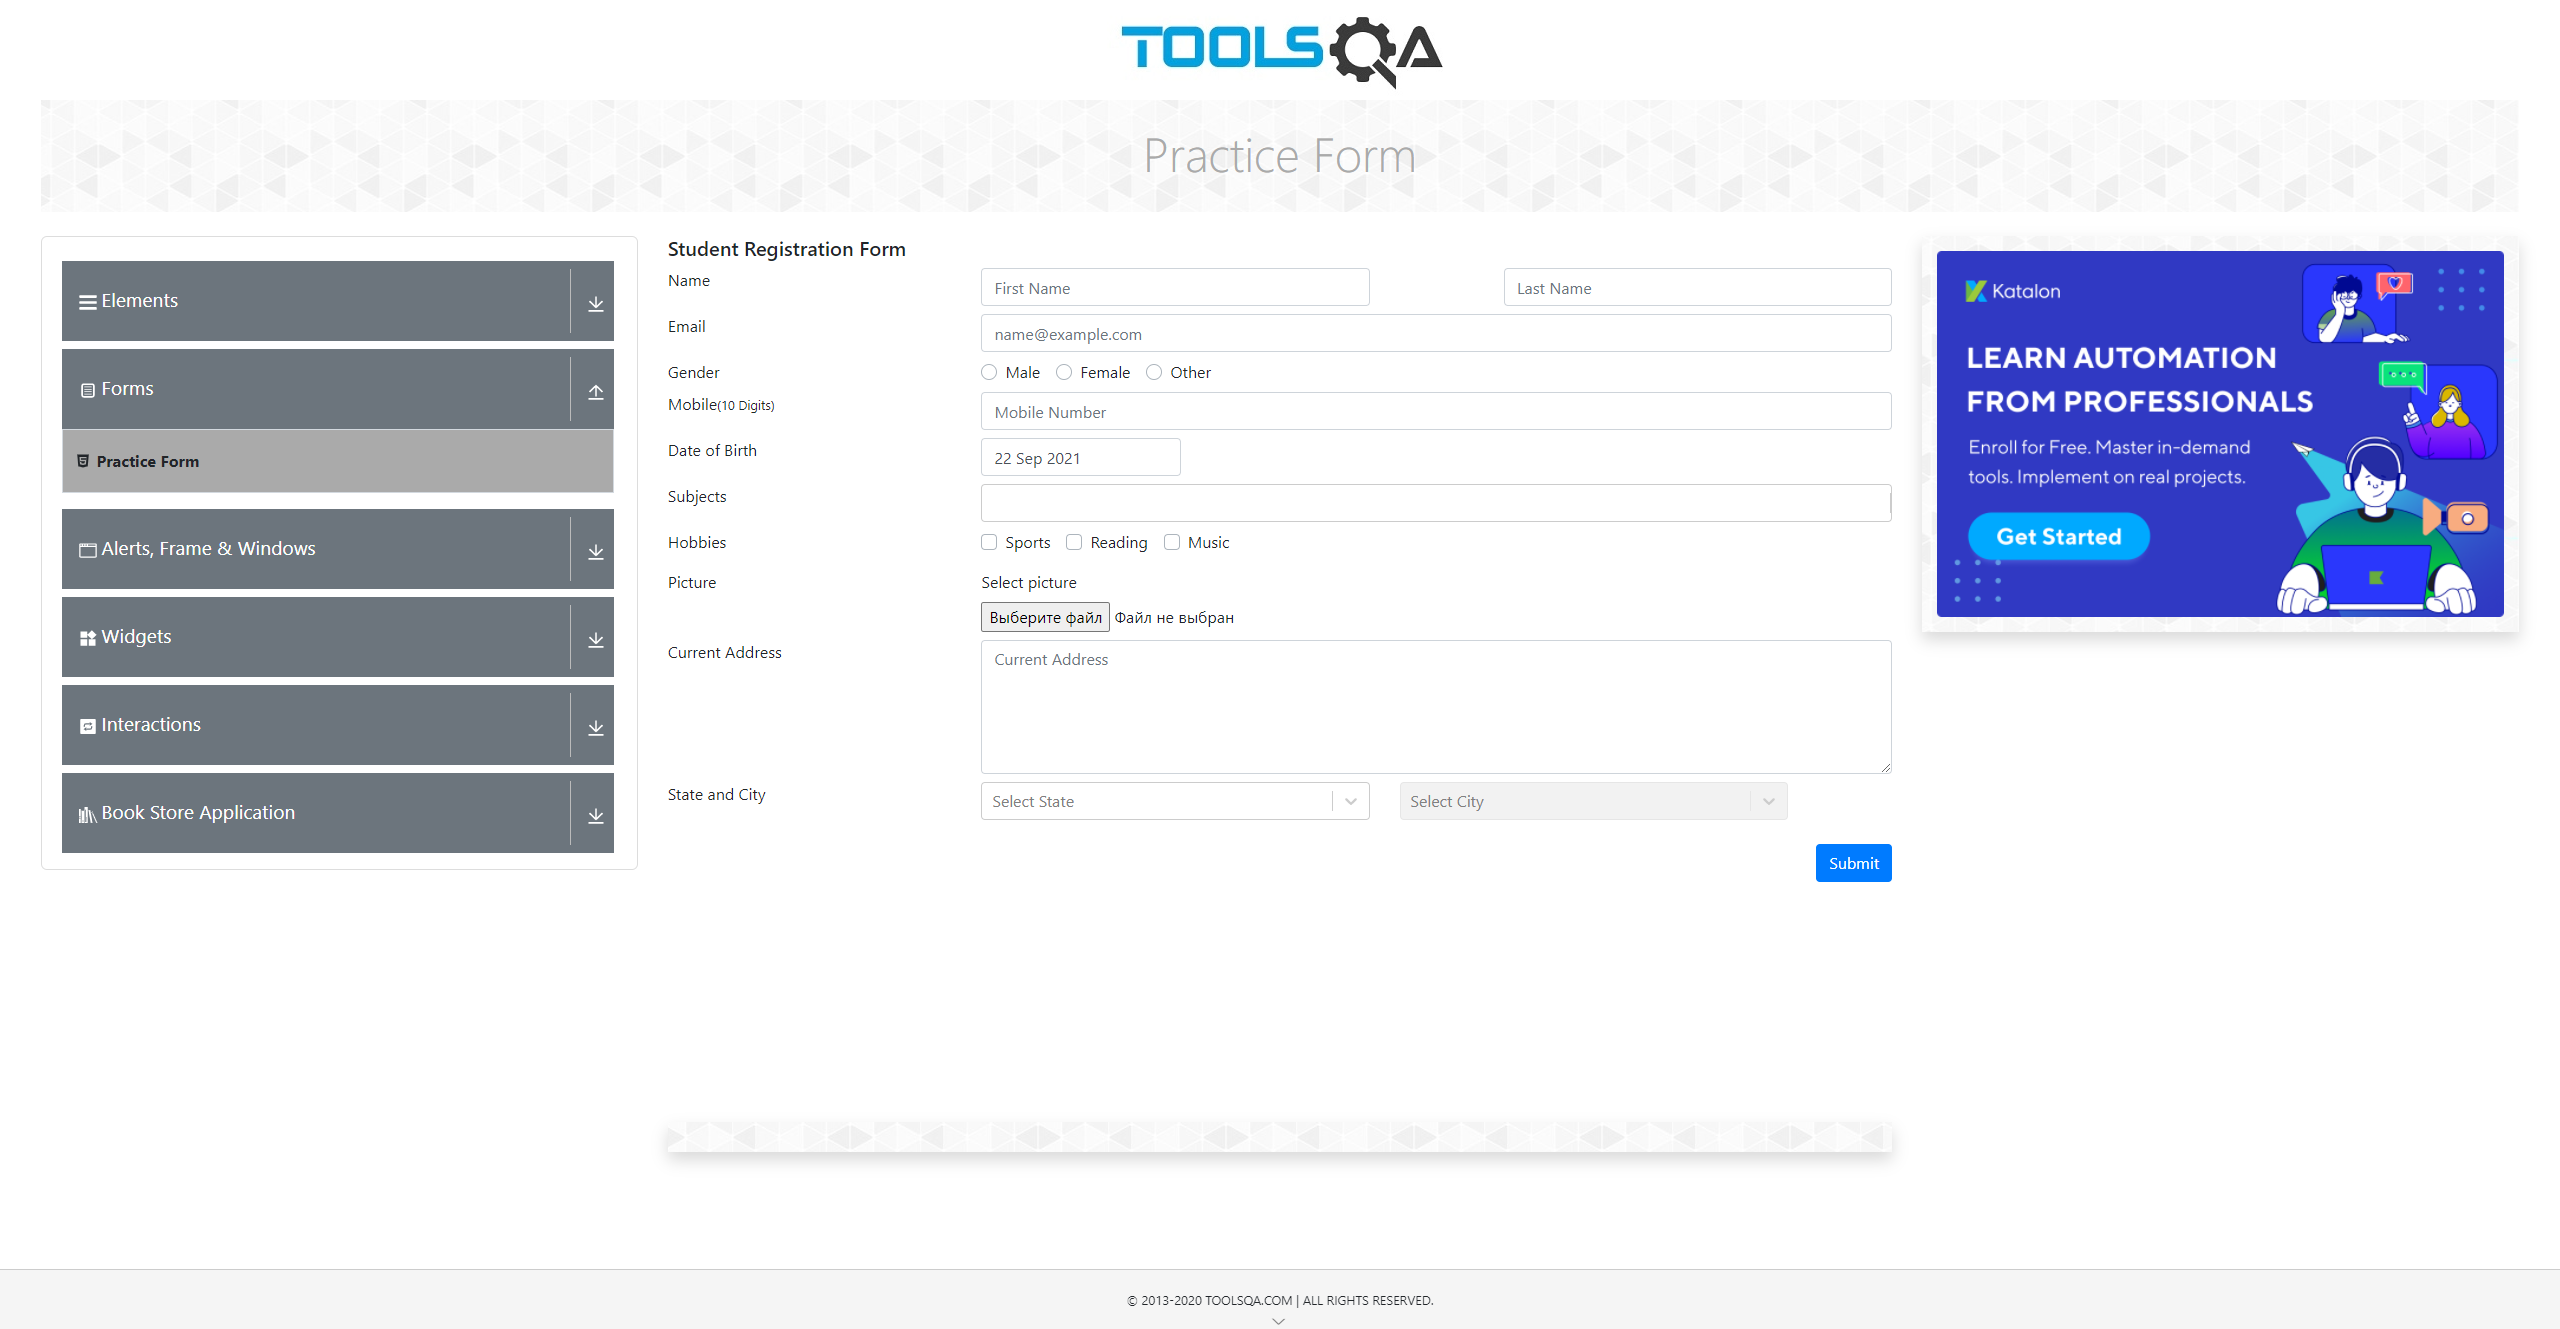 TOOLSQA
Practice Form
Elements
Forms
Practice Form
Alerts, Frame & Windows
Widgets
Interactions
Book Store Application
Student Registration Form
Name
First Name
Last Name
Email
name@example.com
Gender
Male
Female
Other
Mobile(10 Digits)
Mobile Number
Date of Birth
22 Sep 2021
Subjects
Hobbies
Sports
Reading
Music
Picture
Select picture
Выберите файл
Файл не выбран
Current Address
Current Address
State and City
Select State
Select City
Submit
Katalon
LEARN AUTOMATION
FROM PROFESSIONALS
Enroll for Free. Master in-demand
tools. Implement on real projects.
Get Started
© 2013-2020 TOOLSQA.COM | ALL RIGHTS RESERVED.